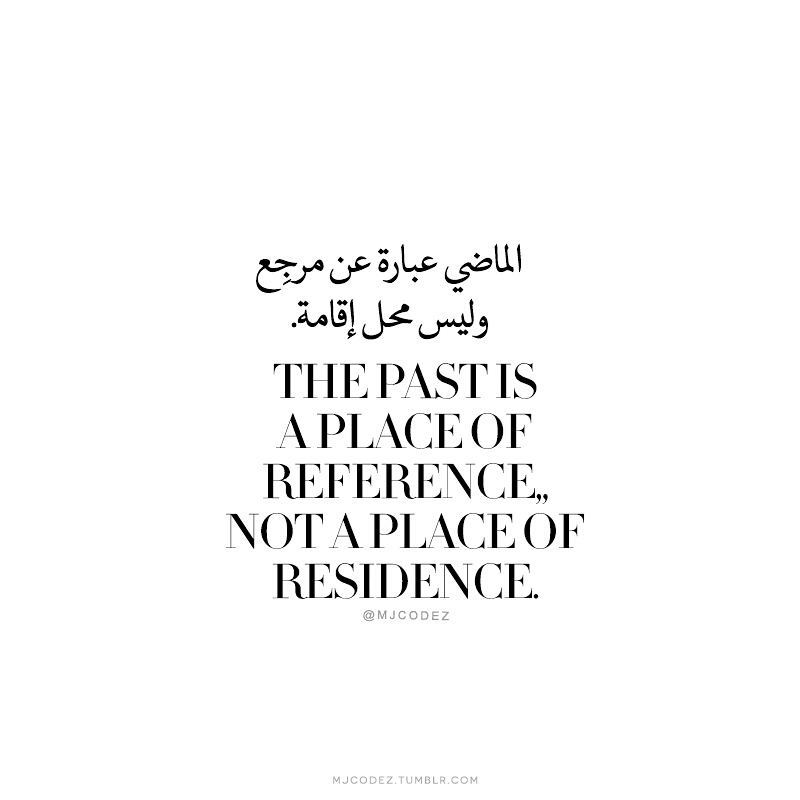 الماضي عبارة عن مرجِع
وليس محل إقامة.
THE PAST IS
A PLACE OF
REFERENCE,,
NOT A PLACE OF
RESIDENCE.
@MJCODEZ
MJCODEZ.TUMBLR.COM